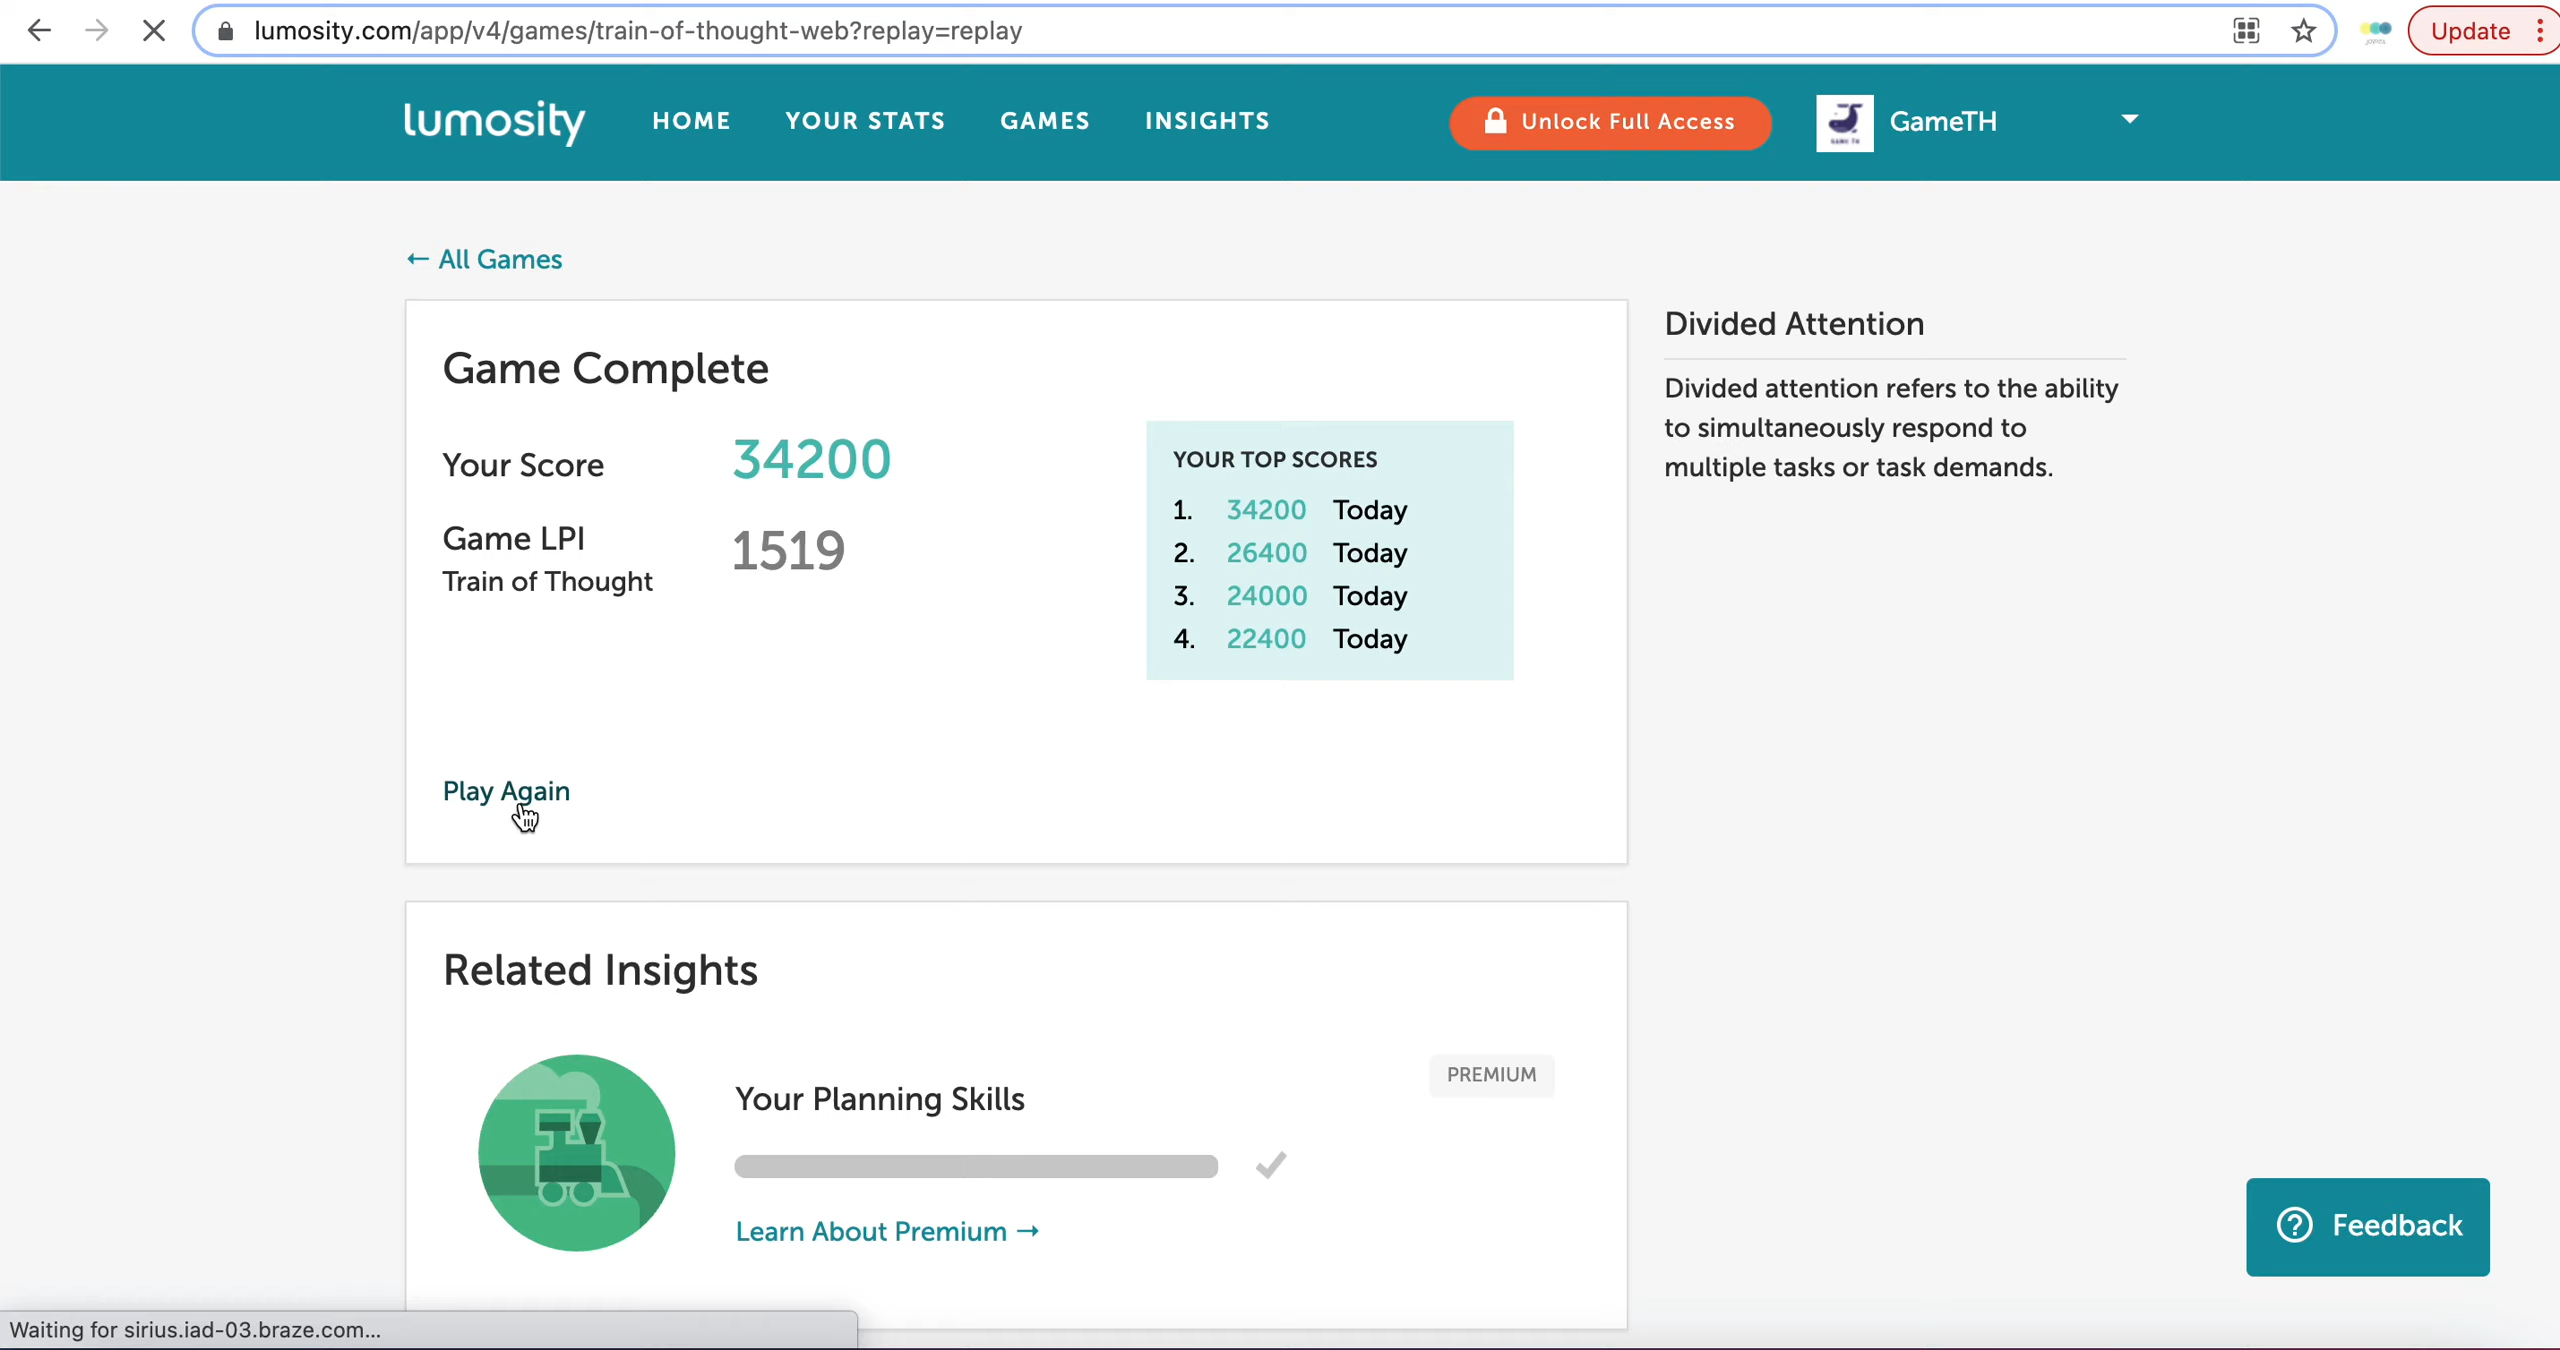 lumosity.com/app/v4/games/train-of-thought-web?replay=replay
Update
lumosity
HOME
YOUR STATS
GAMES
INSIGHTS
Unlock Full Access
GameTH
← All Games
Game Complete
Your Score 34200
Game LPI 1519
Train of Thought
YOUR TOP SCORES
1. 34200 Today
2. 26400 Today
3. 24000 Today
4. 22400 Today
Play Again
Divided Attention
Divided attention refers to the ability
to simultaneously respond to
multiple tasks or task demands.
Related Insights
PREMIUM
Your Planning Skills
Learn About Premium →
Feedback
Waiting for sirius.iad-03.braze.com...